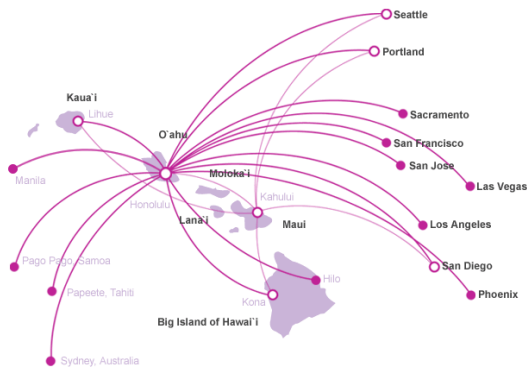 Seattle
Portland
Kaua`i
Lihue
Sacramento
O`ahu
San Francisco
San Jose
Moloka`i
Manila
Las Vegas
Honolulu
Kahului
Lana`i
Maui
Los Angeles
Pago Pago, Samoa
San Diego
Hilo
Papeete, Tahiti
Phoenix
Kona
Big Island of Hawai`i
Sydney, Australia